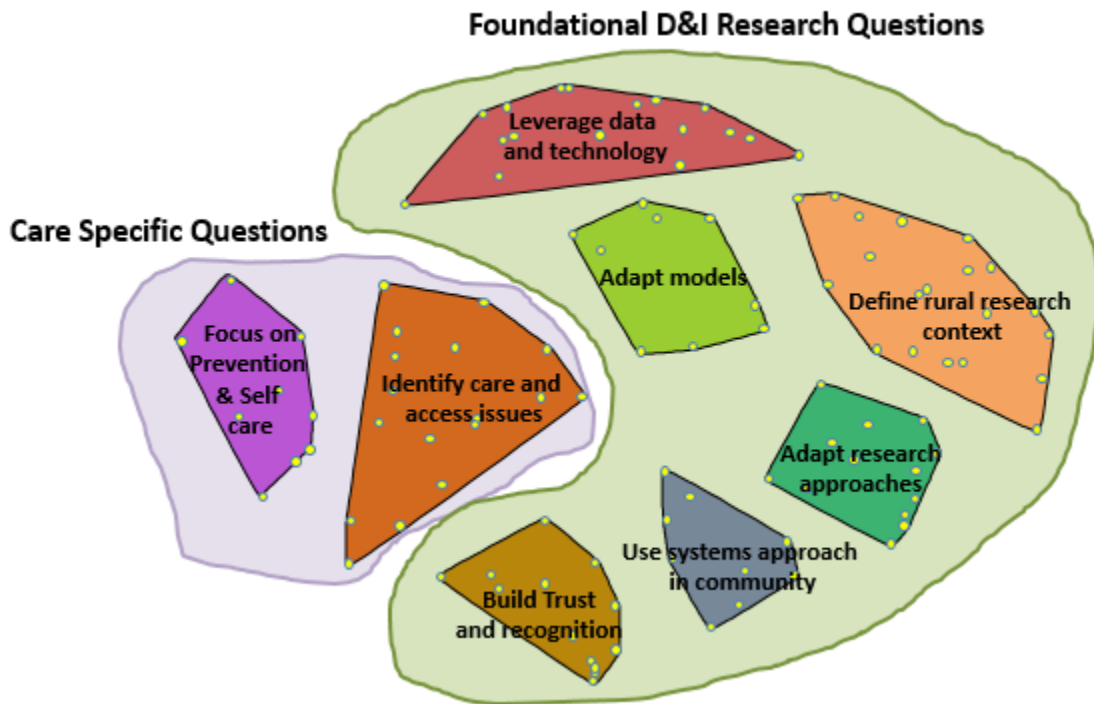 Foundational D&I Research Questions
Leverage data
and technology
Care Specific Questions
Adapt models
Define rural research
context
Focus on
Prevention
& Self
care
Identify care and
access issues
Adapt research
approaches
Use systems approach
in community
Build Trust
and recognition